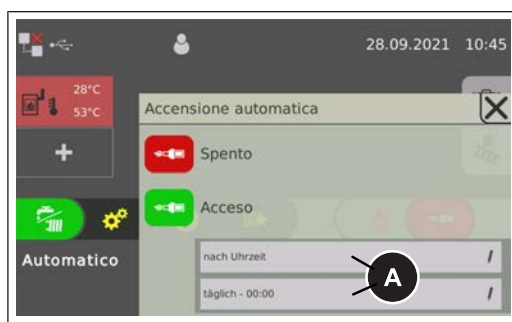 28.09.2021 10:45
28°C
53°C
Accensione automatica
+
Spento
Acceso
Automatico
nach Uhrzeit
A
täglich - 00:00